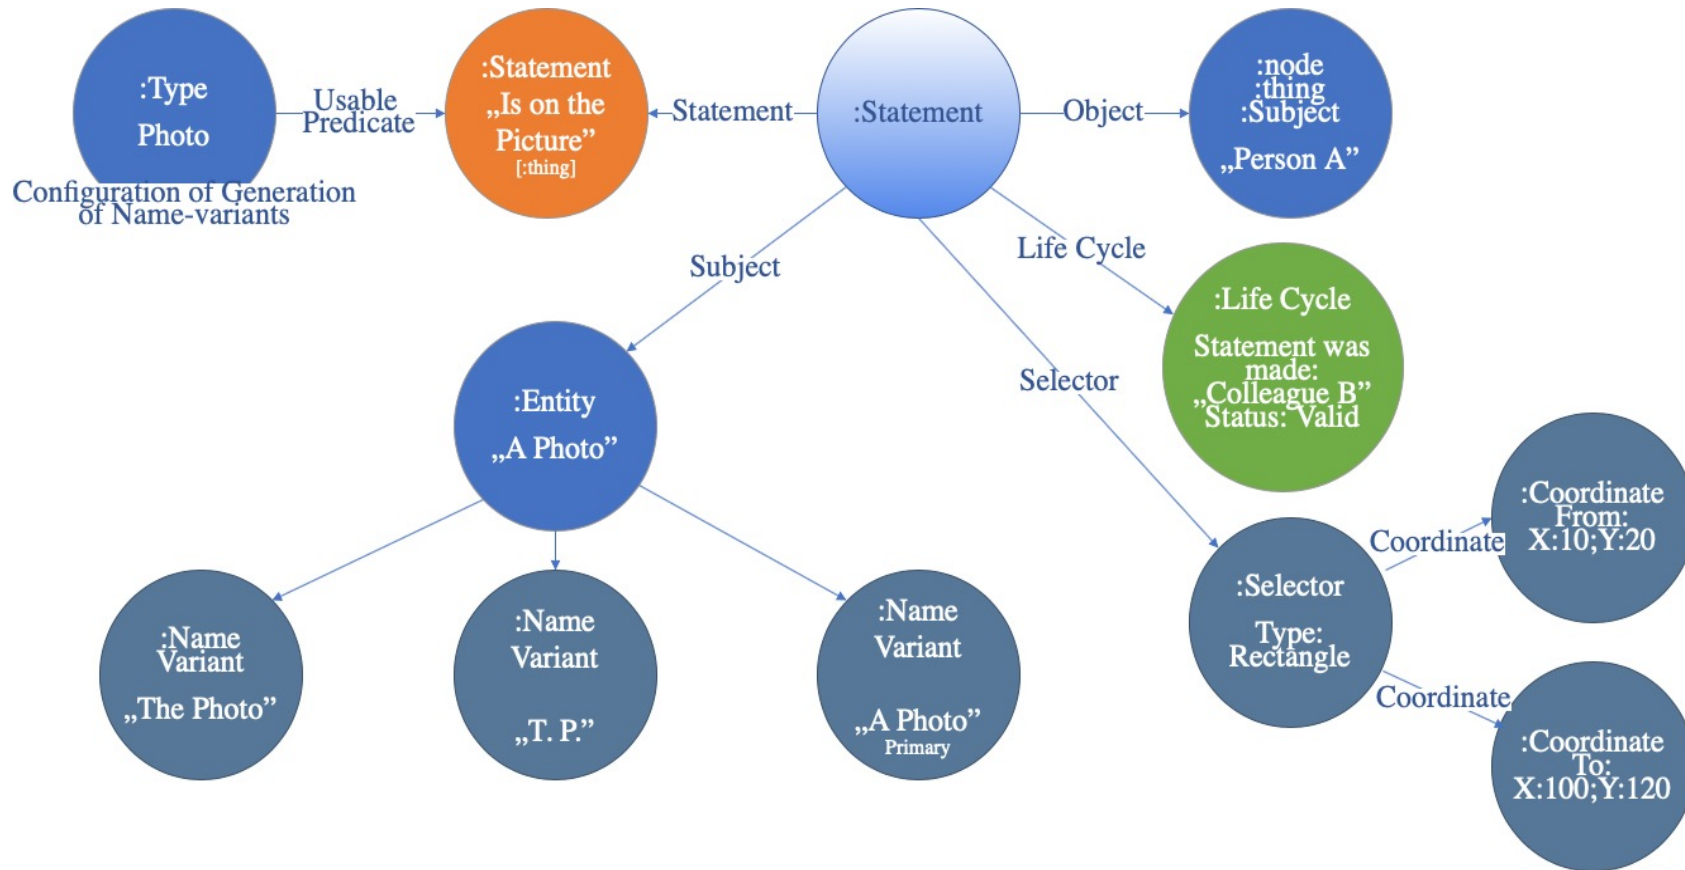 :Type
Photo
Configuration of Generation
of Name-variants
Usable
Predicate
:Statement
„Is on the
Picture”
[:thing]
Statement
:Statement
Object
:node
:thing
:Subject
„Person A”
Subject
Life Cycle
:Life Cycle
Statement was
made:
„Colleague B”
Status: Valid
Selector
:Entity
„A Photo”
:Name
Variant
„The Photo”
:Name
Variant
„T. P.”
:Name
Variant
„A Photo”
Primary
:Selector
Type:
Rectangle
Coordinate
:Coordinate
From:
X:10;Y:20
Coordinate
:Coordinate
To:
X:100;Y:120